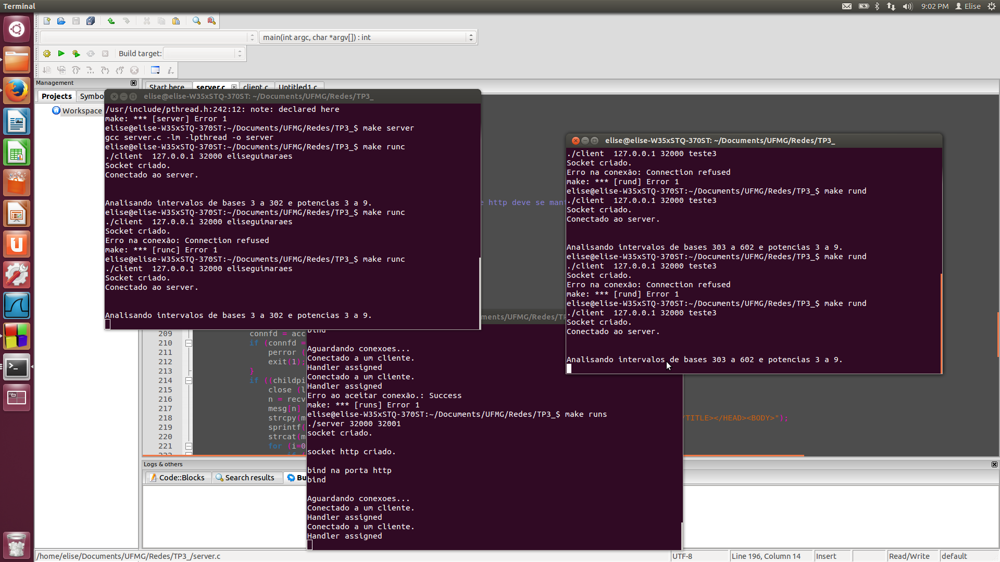 Terminal
9:02 PM Elise
main(int argc, char *argv[]) : int
Build target:
Management
Projects Symbo
Workspace
Start here server.c client.c Untitled1.c
elise@elise-W35xSTQ-370ST: ~/Documents/UFMG/Redes/TP3_
/usr/include/pthread.h:242:12: note: declared here
make: *** [server] Error 1
elise@elise-W35xSTQ-370ST:~/Documents/UFMG/Redes/TP3_$ make server
gcc server.c -lm -lpthread -o server
elise@elise-W35xSTQ-370ST:~/Documents/UFMG/Redes/TP3_$ make runc
./client  127.0.0.1 32000 eliseguimaraes
Socket criado.
Conectado ao server.
Analisando intervalos de bases 3 a 302 e potencias 3 a 9.
elise@elise-W35xSTQ-370ST:~/Documents/UFMG/Redes/TP3_$ make runc
./client  127.0.0.1 32000 eliseguimaraes
Socket criado.
Erro na conexão: Connection refused
make: *** [runc] Error 1
elise@elise-W35xSTQ-370ST:~/Documents/UFMG/Redes/TP3_$ make runc
./client  127.0.0.1 32000 eliseguimaraes
Socket criado.
Conectado ao server.
Analisando intervalos de bases 3 a 302 e potencias 3 a 9.
e http deve se mant
elise@elise-W35xSTQ-370ST: ~/Documents/UFMG/Redes/TP3_
./client  127.0.0.1 32000 teste3
Socket criado.
Erro na conexão: Connection refused
make: *** [rund] Error 1
elise@elise-W35xSTQ-370ST:~/Documents/UFMG/Redes/TP3_$ make rund
./client  127.0.0.1 32000 teste3
Socket criado.
Conectado ao server.
Analisando intervalos de bases 303 a 602 e potencias 3 a 9.
elise@elise-W35xSTQ-370ST:~/Documents/UFMG/Redes/TP3_$ make rund
./client  127.0.0.1 32000 teste3
Socket criado.
Erro na conexão: Connection refused
make: *** [rund] Error 1
elise@elise-W35xSTQ-370ST:~/Documents/UFMG/Redes/TP3_$ make rund
./client  127.0.0.1 32000 teste3
Socket criado.
Conectado ao server.
Analisando intervalos de bases 303 a 602 e potencias 3 a 9.
ments/UFMG/Redes/TP
bind
Aguardando conexoes...
Conectado a um cliente.
Handler assigned
Conectado a um cliente.
Handler assigned
Erro ao aceitar conexão.: Success
make: *** [runs] Error 1
elise@elise-W35xSTQ-370ST:~/Documents/UFMG/Redes/TP3_$ make runs
./server 32000 32001
socket criado.
socket http criado.
bind na porta http
bind
Aguardando conexoes...
Conectado a um cliente.
Handler assigned
Conectado a um cliente.
Handler assigned
209 connfd = acc
210 if (connfd =
211 perror (
212 exit(1);
213 }
214 if ((childpi
215 close (l
216 n = recv
217 mesg[n]
218 strcpy(m
/TITLE></HEAD><BODY>");
219 sprintf(
220 strcat(m
221 for (i=0
Logs & others
Code::Blocks Search results Bu
/home/elise/Documents/UFMG/Redes/TP3_/server.c UTF-8 Line 196, Column 14 Insert Read/Write default